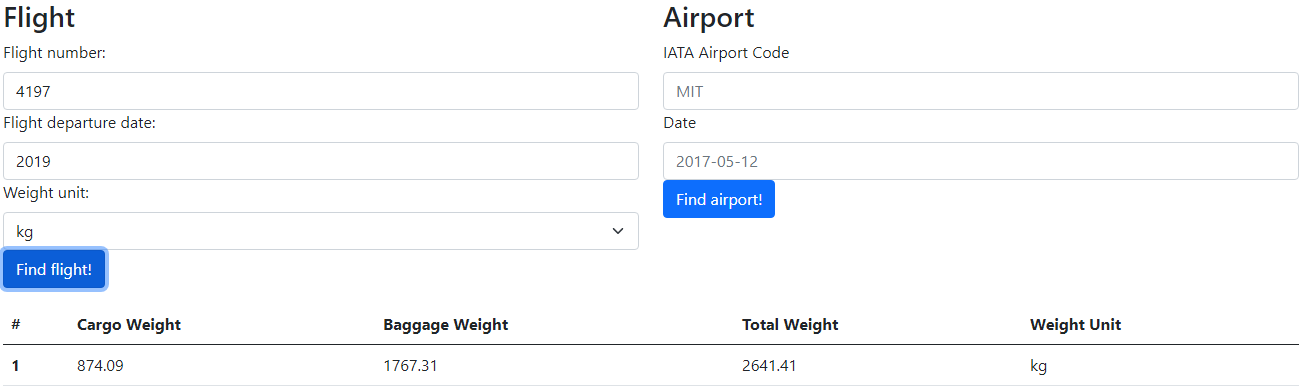 Flight
Flight number:
4197
Flight departure date:
2019
Weight unit:
kg
Find flight!
Airport
IATA Airport Code
MIT
Date
2017-05-12
Find airport!
# Cargo Weight Baggage Weight Total Weight Weight Unit
1 874.09 1767.31 2641.41 kg